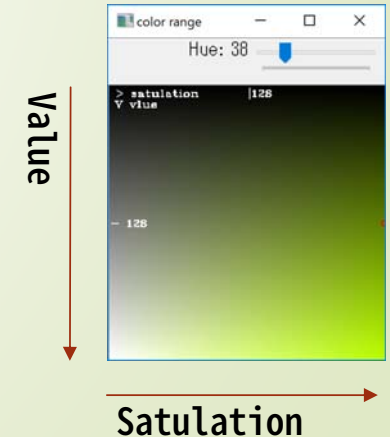 color range
Hue: 38
> satulation |128
V vlue
Value
- 128
Satulation